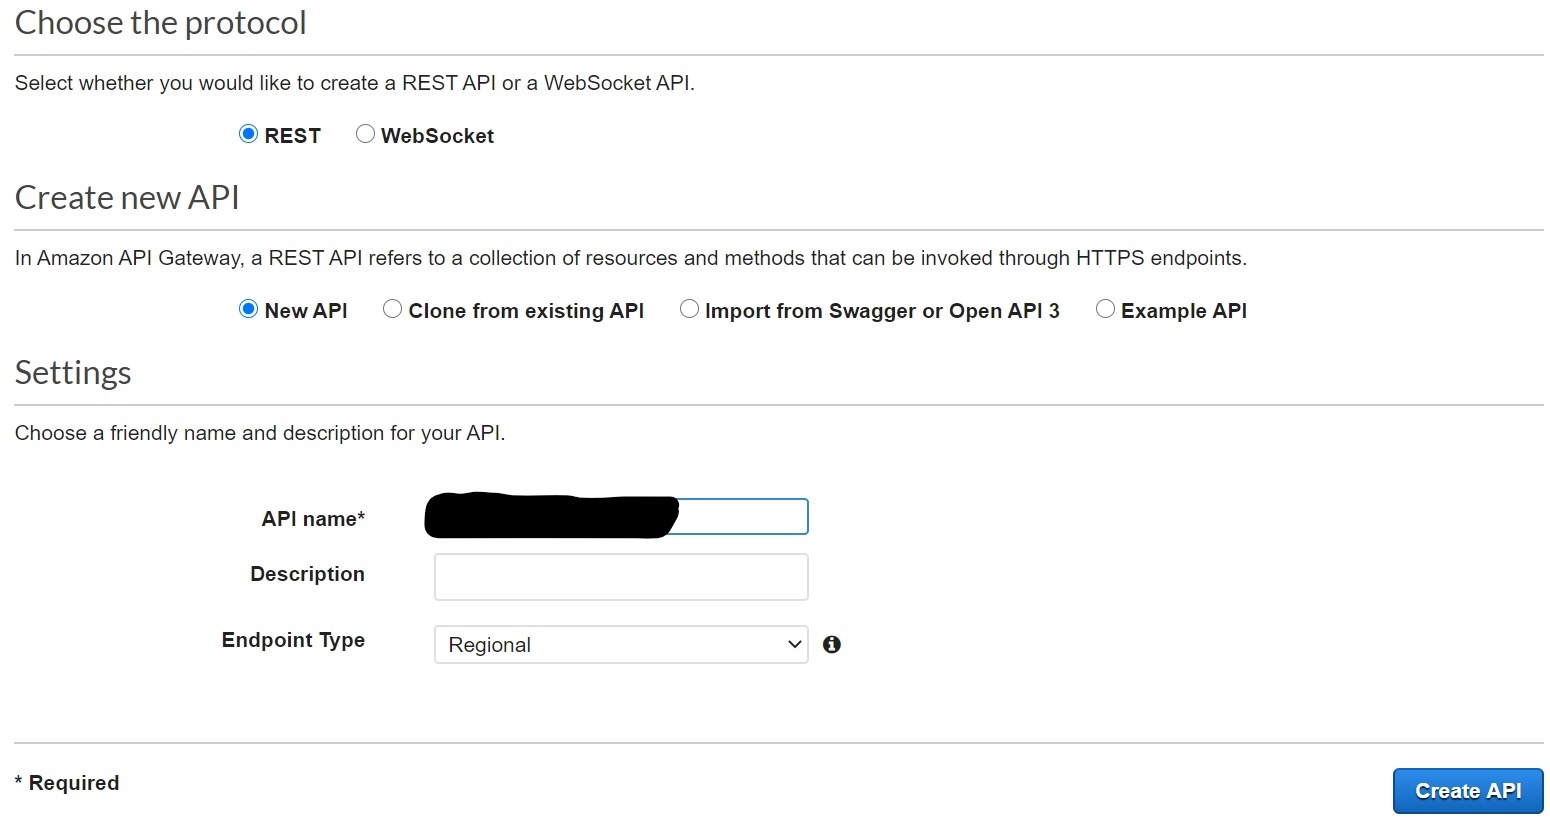 Choose the protocol
Select whether you would like to create a REST API or a WebSocket API.
REST WebSocket
Create new API
In Amazon API Gateway, a REST API refers to a collection of resources and methods that can be invoked through HTTPS endpoints.
New API Clone from existing API Import from Swagger or Open API 3 Example API
Settings
Choose a friendly name and description for your API.
API name*
Description
Endpoint Type Regional
* Required
Create API